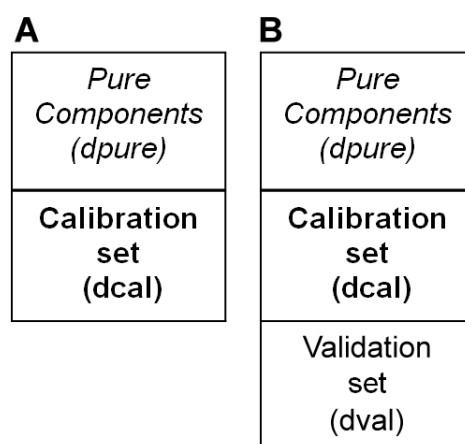 A
Pure
Components
(dpure)
Calibration
set
(dcal)
B
Pure
Components
(dpure)
Calibration
set
(dcal)
Validation
set
(dval)